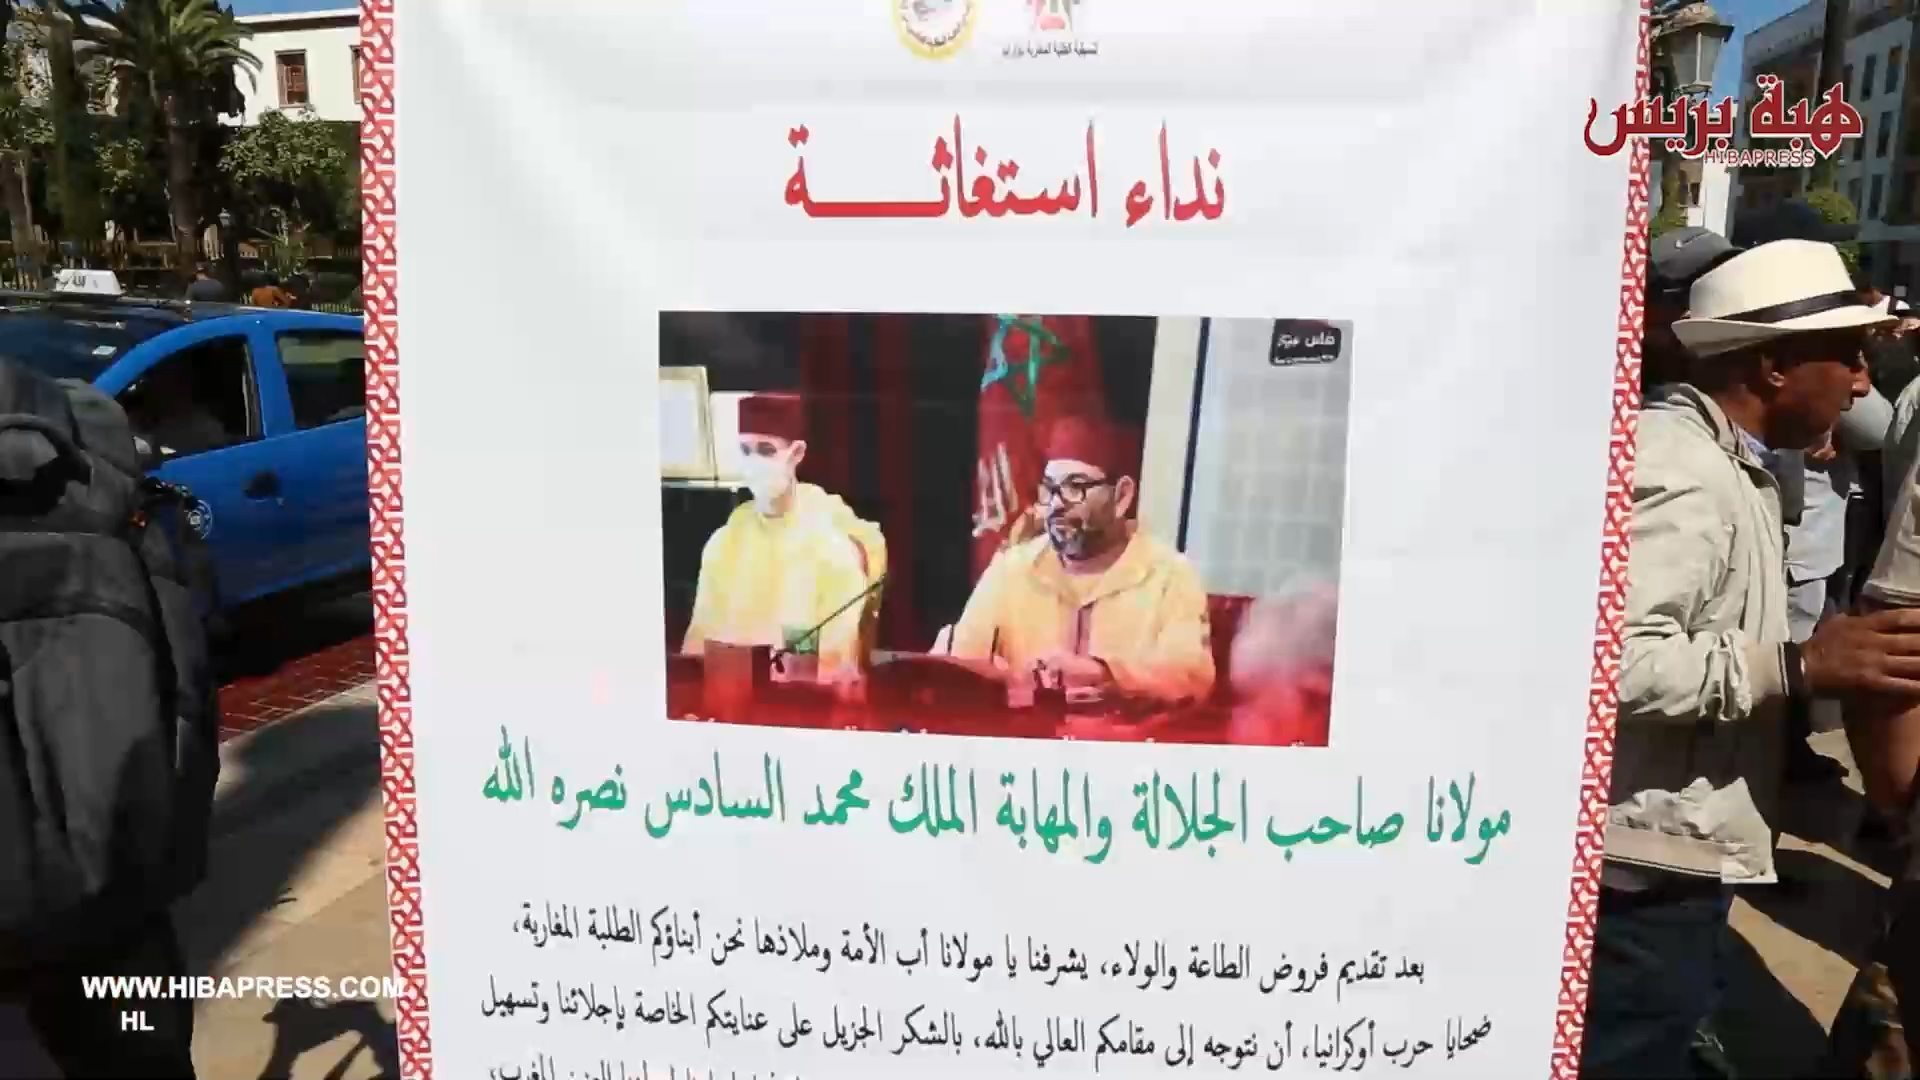 هبة بريس
HIBAPRESS
نداء استغاثة
مولانا صاحب الجلالة والمهابة الملك محمد السادس نصره الله
بعد تقديم فروض الطاعة والولاء، يشرفنا يا مولانا أب الأمة وملاذها نحن أبناؤكم الطلبة المغاربة،
ضحايا حرب أوكرانيا، أن نتوجه إلى مقامكم العالي بالله، بالشكر الجزيل على عنايتكم الخاصة بإجلائنا وتسهيل
WWW.HIBAPRESS.COM
HL